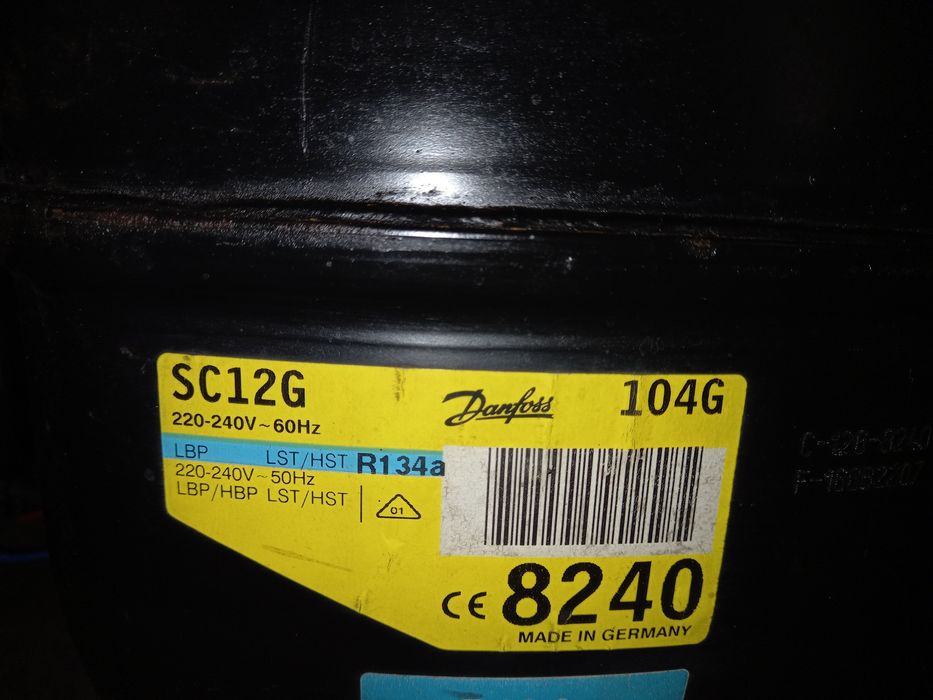 SC12G
Danfoss
104G
220-240V~60Hz
LBP LST/HST R134a
220-240V~50Hz
LBP/HBP LST/HST
01
CE 8240
MADE IN GERMANY